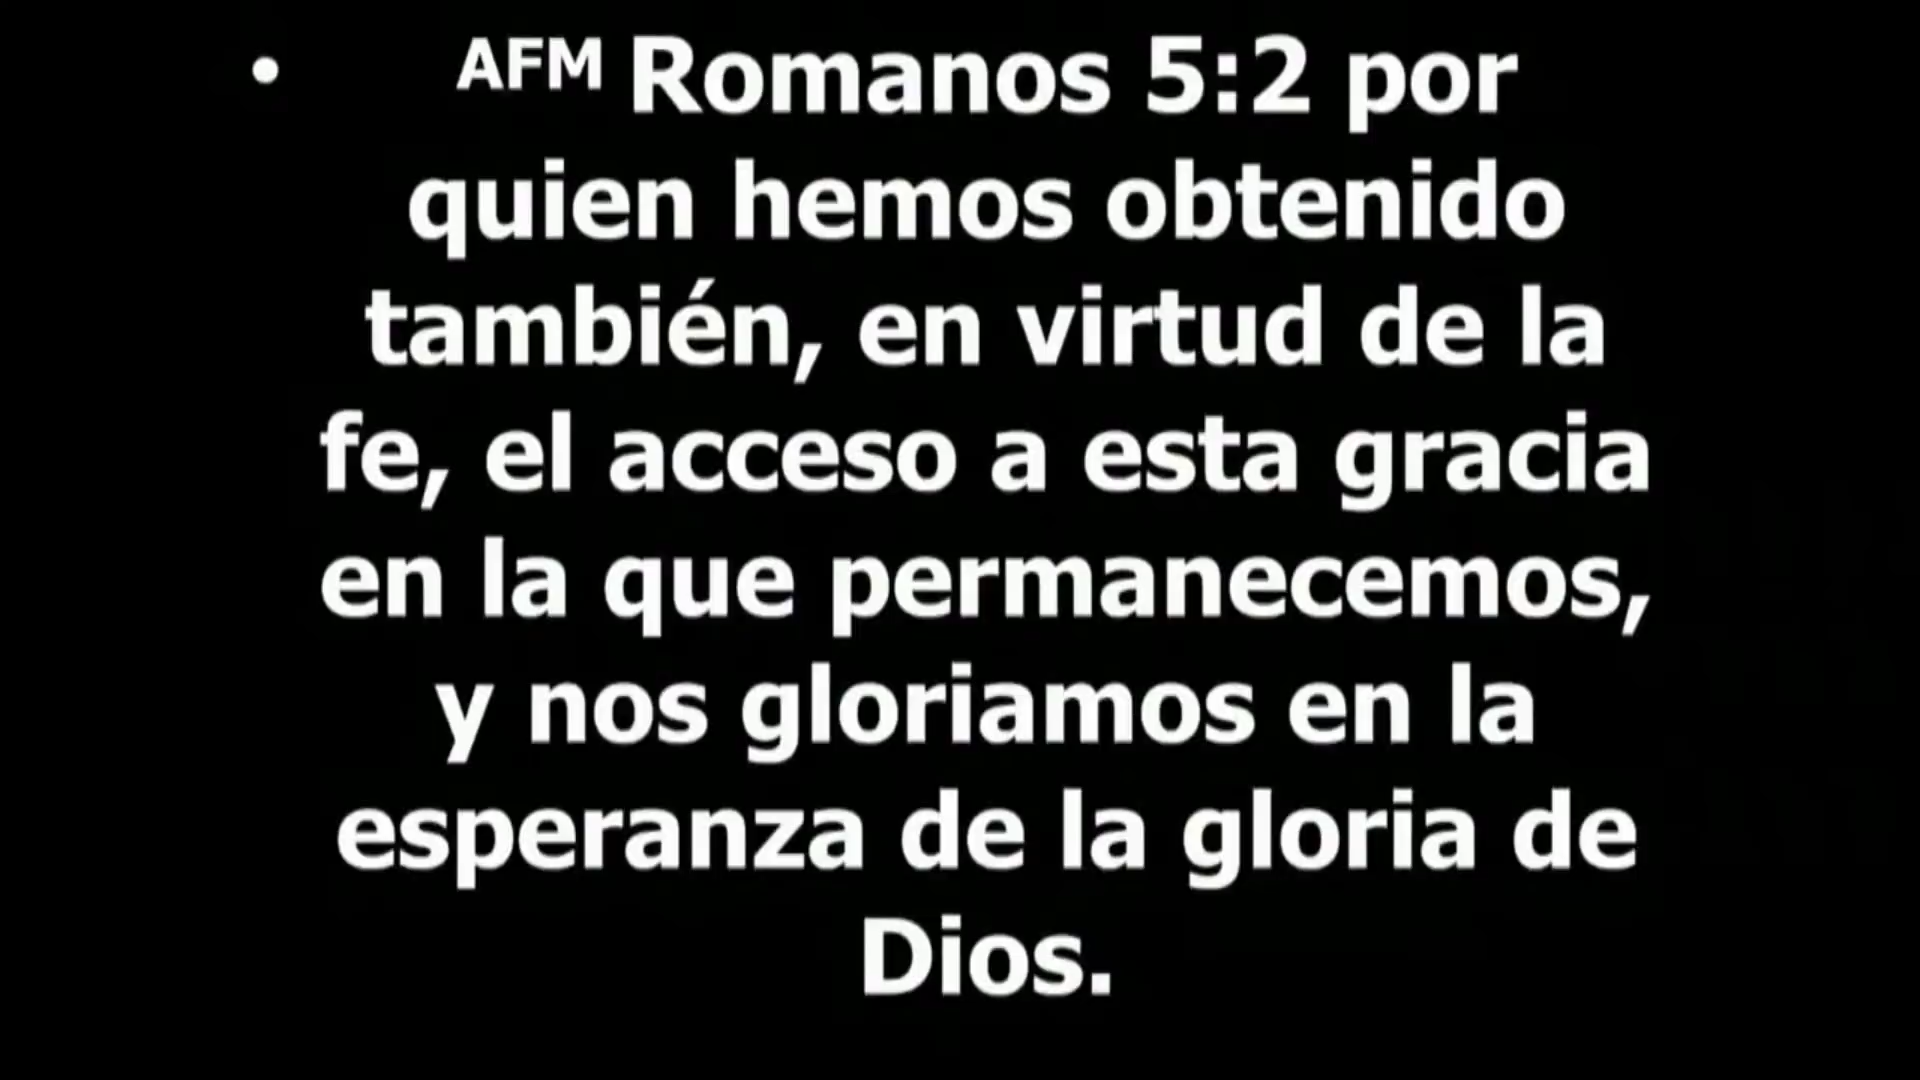 • AFM Romanos 5:2 por
quien hemos obtenido
también, en virtud de la
fe, el acceso a esta gracia
en la que permanecemos,
y nos gloriamos en la
esperanza de la gloria de
Dios.